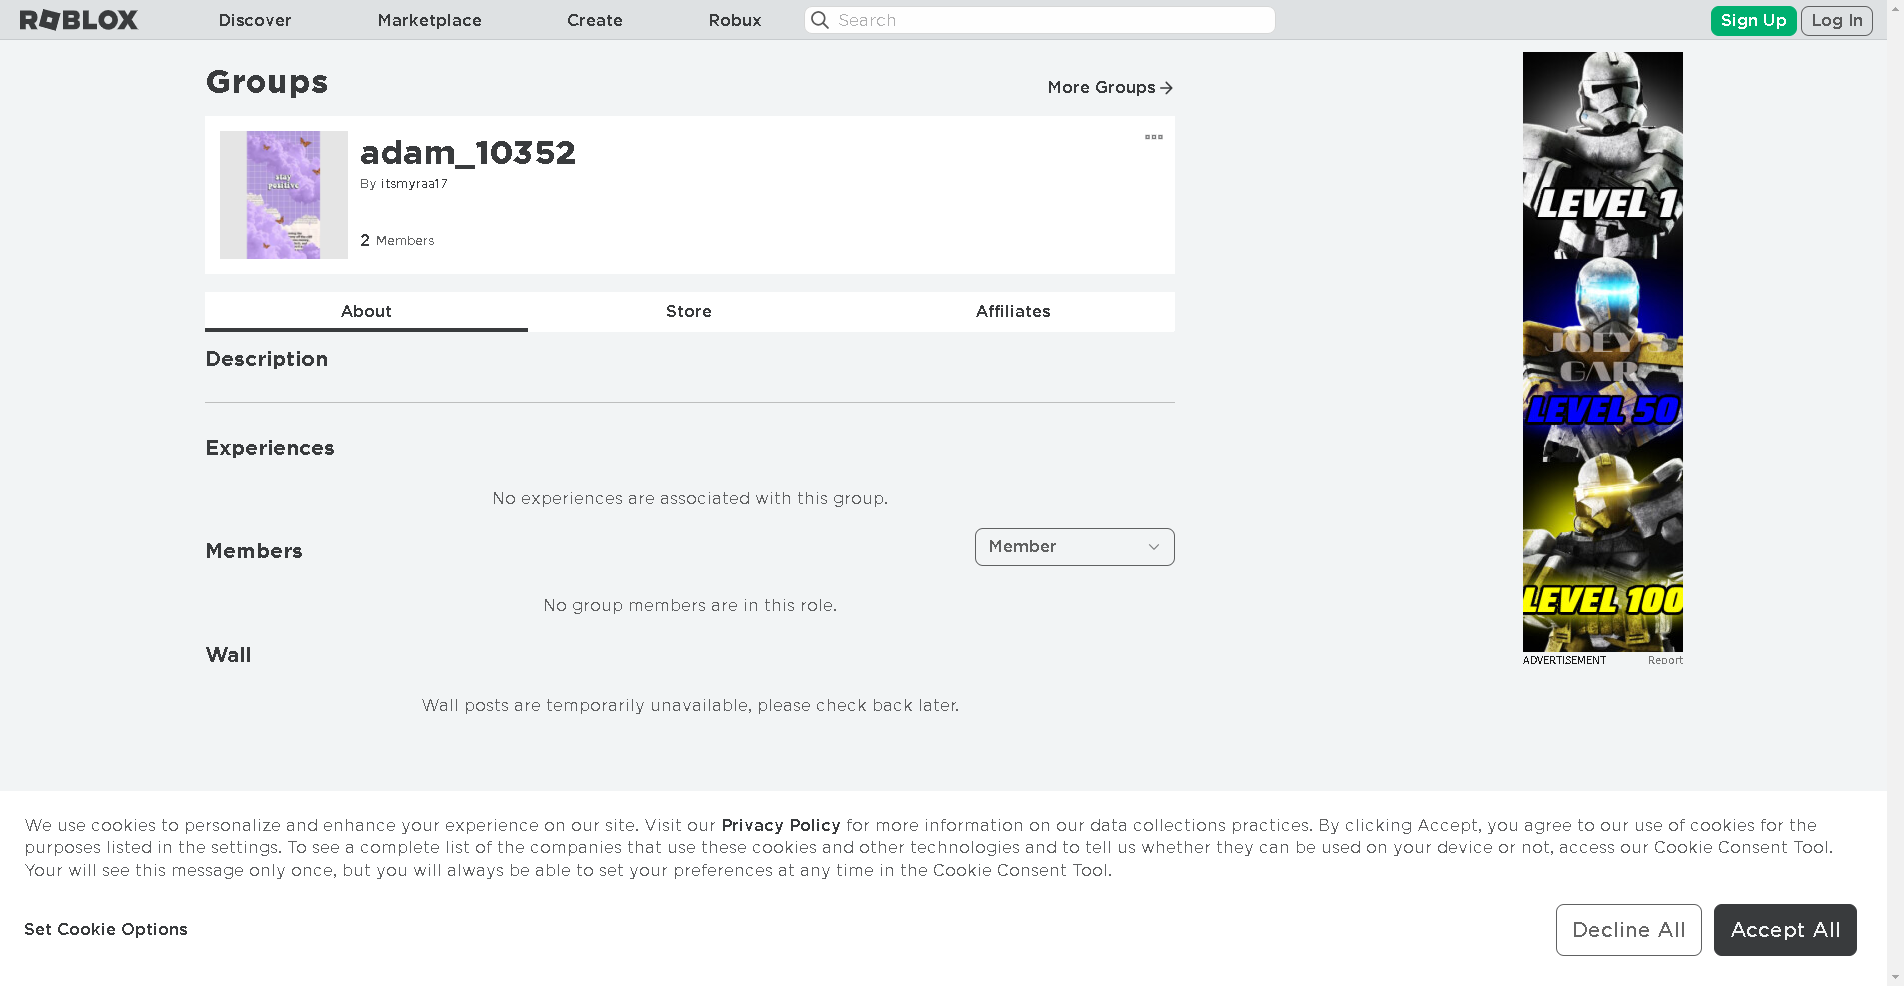 ROBLOX
Discover
Marketplace
Create
Robux
Search
Sign Up
Log In
Groups
More Groups
stay
positive
adam_10352
By itsmyraa17
2 Members
About
Store
Affiliates
Description
Experiences
No experiences are associated with this group.
Members
Member
No group members are in this role.
Wall
Wall posts are temporarily unavailable, please check back later.
LEVEL 1
JOEY'S
GAR
LEVEL 50
LEVEL 100
ADVERTISEMENT
Report
We use cookies to personalize and enhance your experience on our site. Visit our Privacy Policy for more information on our data collections practices. By clicking Accept, you agree to our use of cookies for the
purposes listed in the settings. To see a complete list of the companies that use these cookies and other technologies and to tell us whether they can be used on your device or not, access our Cookie Consent Tool.
Your will see this message only once, but you will always be able to set your preferences at any time in the Cookie Consent Tool.
Set Cookie Options
Decline All
Accept All